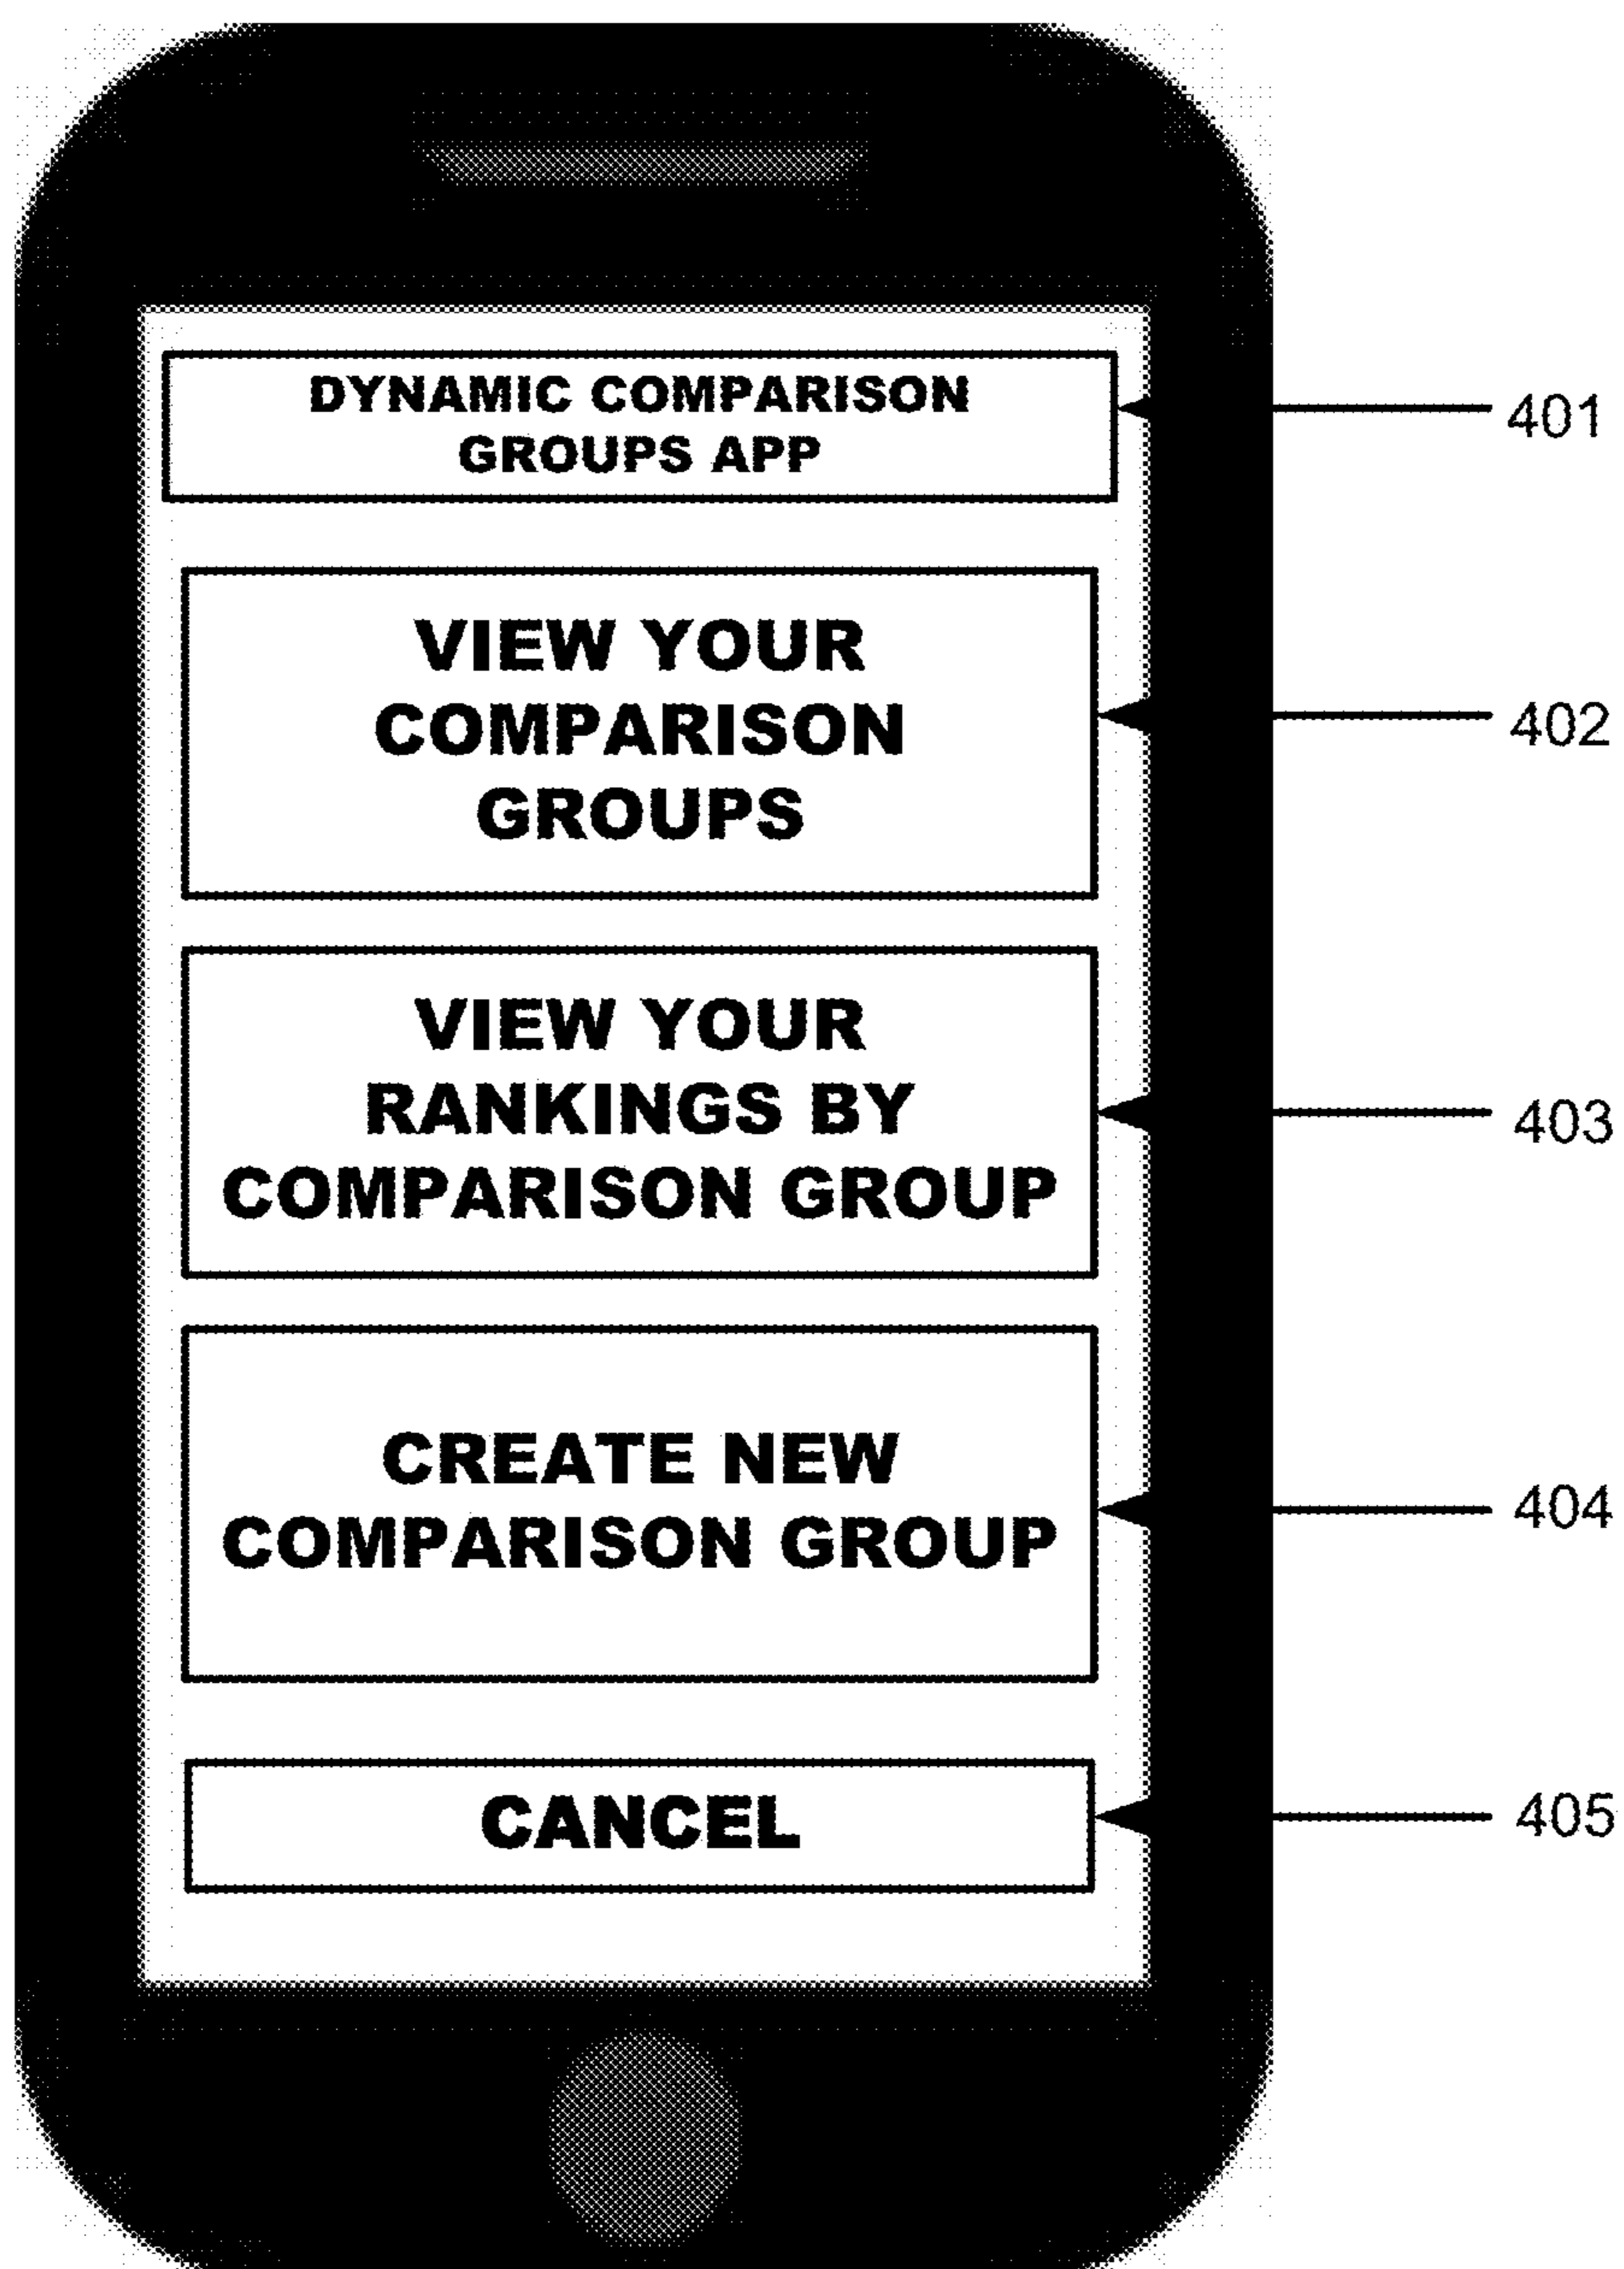 DYNAMIC COMPARISON
GROUPS APP
401
VIEW YOUR
COMPARISON
GROUPS
402
VIEW YOUR
RANKINGS BY
COMPARISON GROUP
403
CREATE NEW
COMPARISON GROUP
404
CANCEL
405